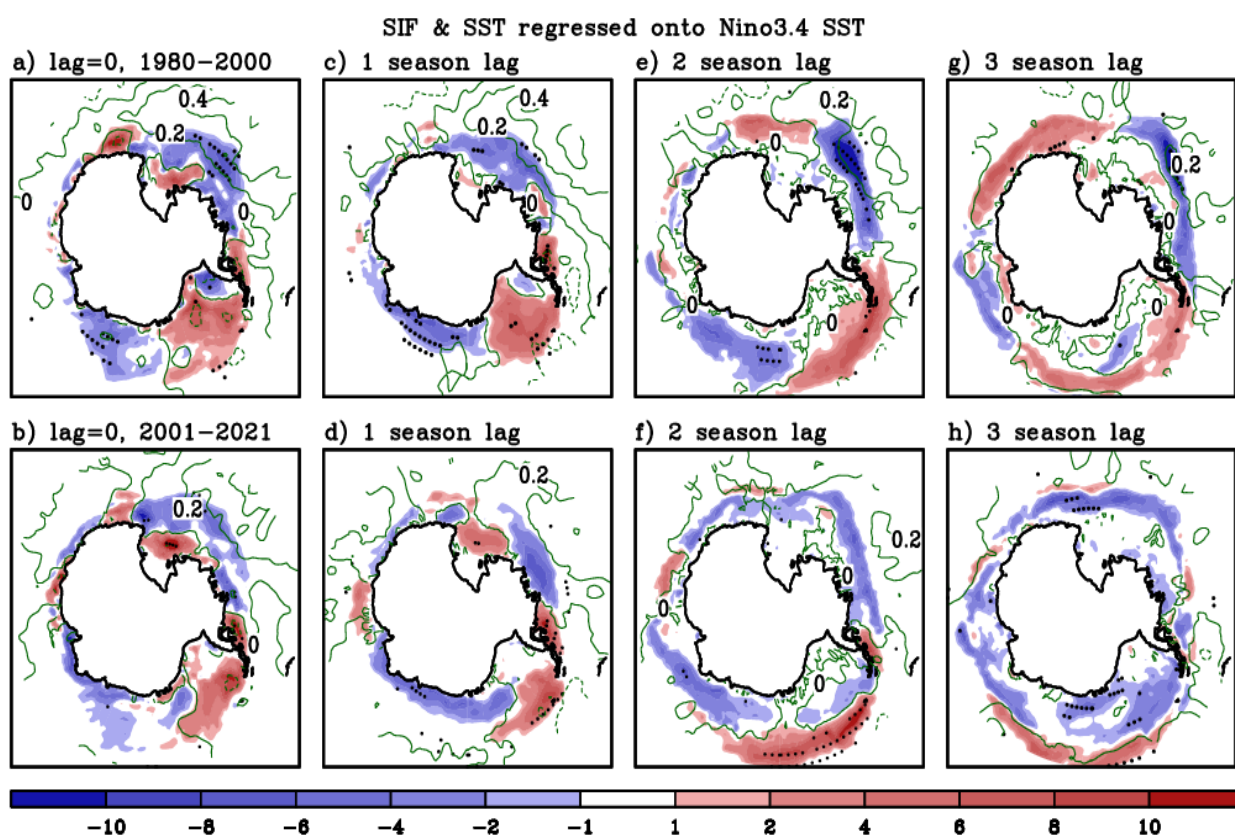 SIF & SST regressed onto Nino3.4 SST
a) lag=0, 1980-2000
c) 1 season lag
e) 2 season lag
g) 3 season lag
0.4
0.2
0
0
0.2
0
0.2
0
0
0
0.2
0
0
0
b) lag=0, 2001-2021
d) 1 season lag
f) 2 season lag
h) 3 season lag
0.2
0
0.2
0.2
0
0
0
-10 -8 -6 -4 -2 -1 1 2 4 6 8 10